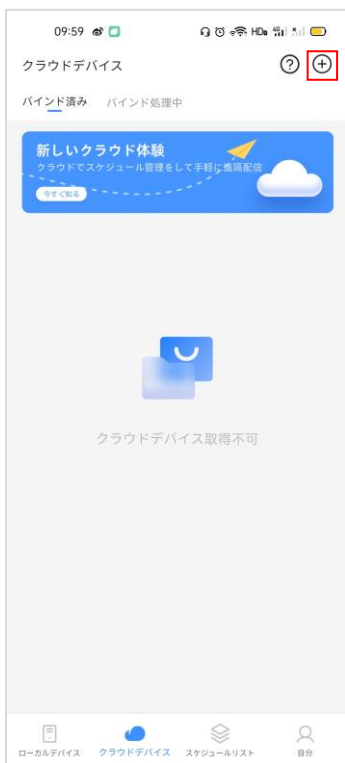 09:59
HD
クラウドデバイス
バインド済み バインド処理中
新しいクラウド体験
クラウドでスケジュール管理をして手軽に遠隔配信
今すぐ知る
クラウドデバイス取得不可
ローカルデバイス クラウドデバイス スケジュールリスト 自分